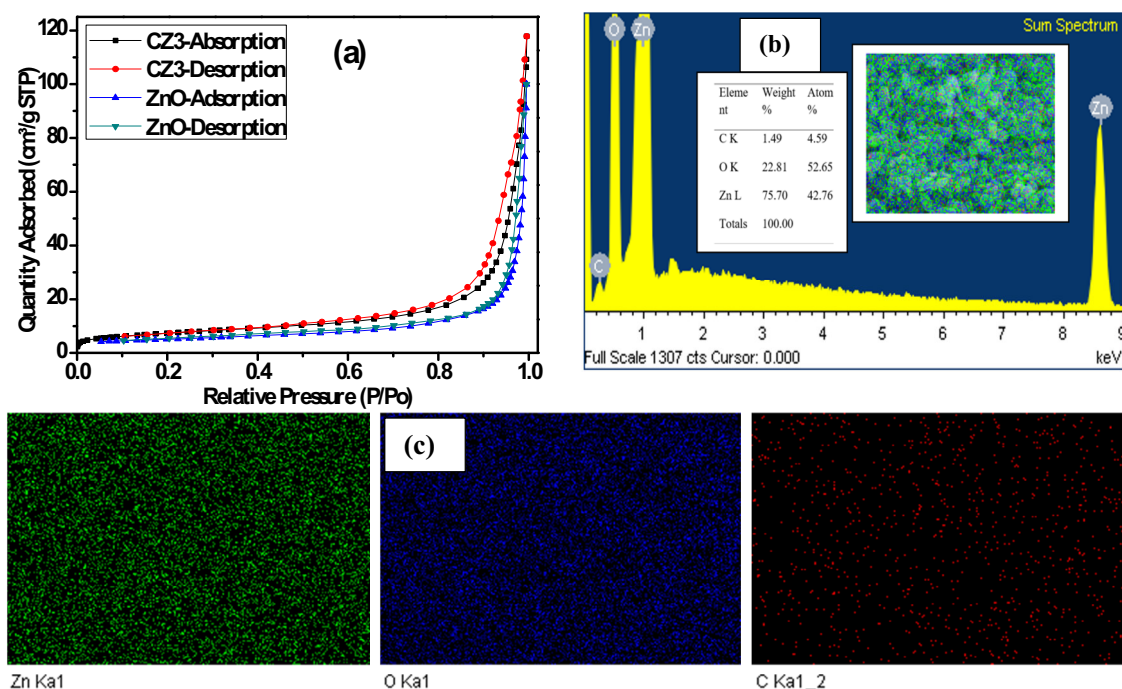 120
100
80
60
40
20
0
Quantity Adsorbed (cm³/g STP)
CZ3-Absorption
CZ3-Desorption
ZnO-Adsorption
ZnO-Desorption
(a)
0.0 0.2 0.4 0.6 0.8 1.0
Relative Pressure (P/Po)
Sum Spectrum
(b)
O
Zn
C
Zn
Eleme Weight Atom
nt % %
C K 1.49 4.59
O K 22.81 52.65
Zn L 75.70 42.76
Totals 100.00
1 2 3 4 5 6 7 8 9
Full Scale 1307 cts Cursor: 0.000 keV
(c)
Zn Ka1
O Ka1
C Ka1_2